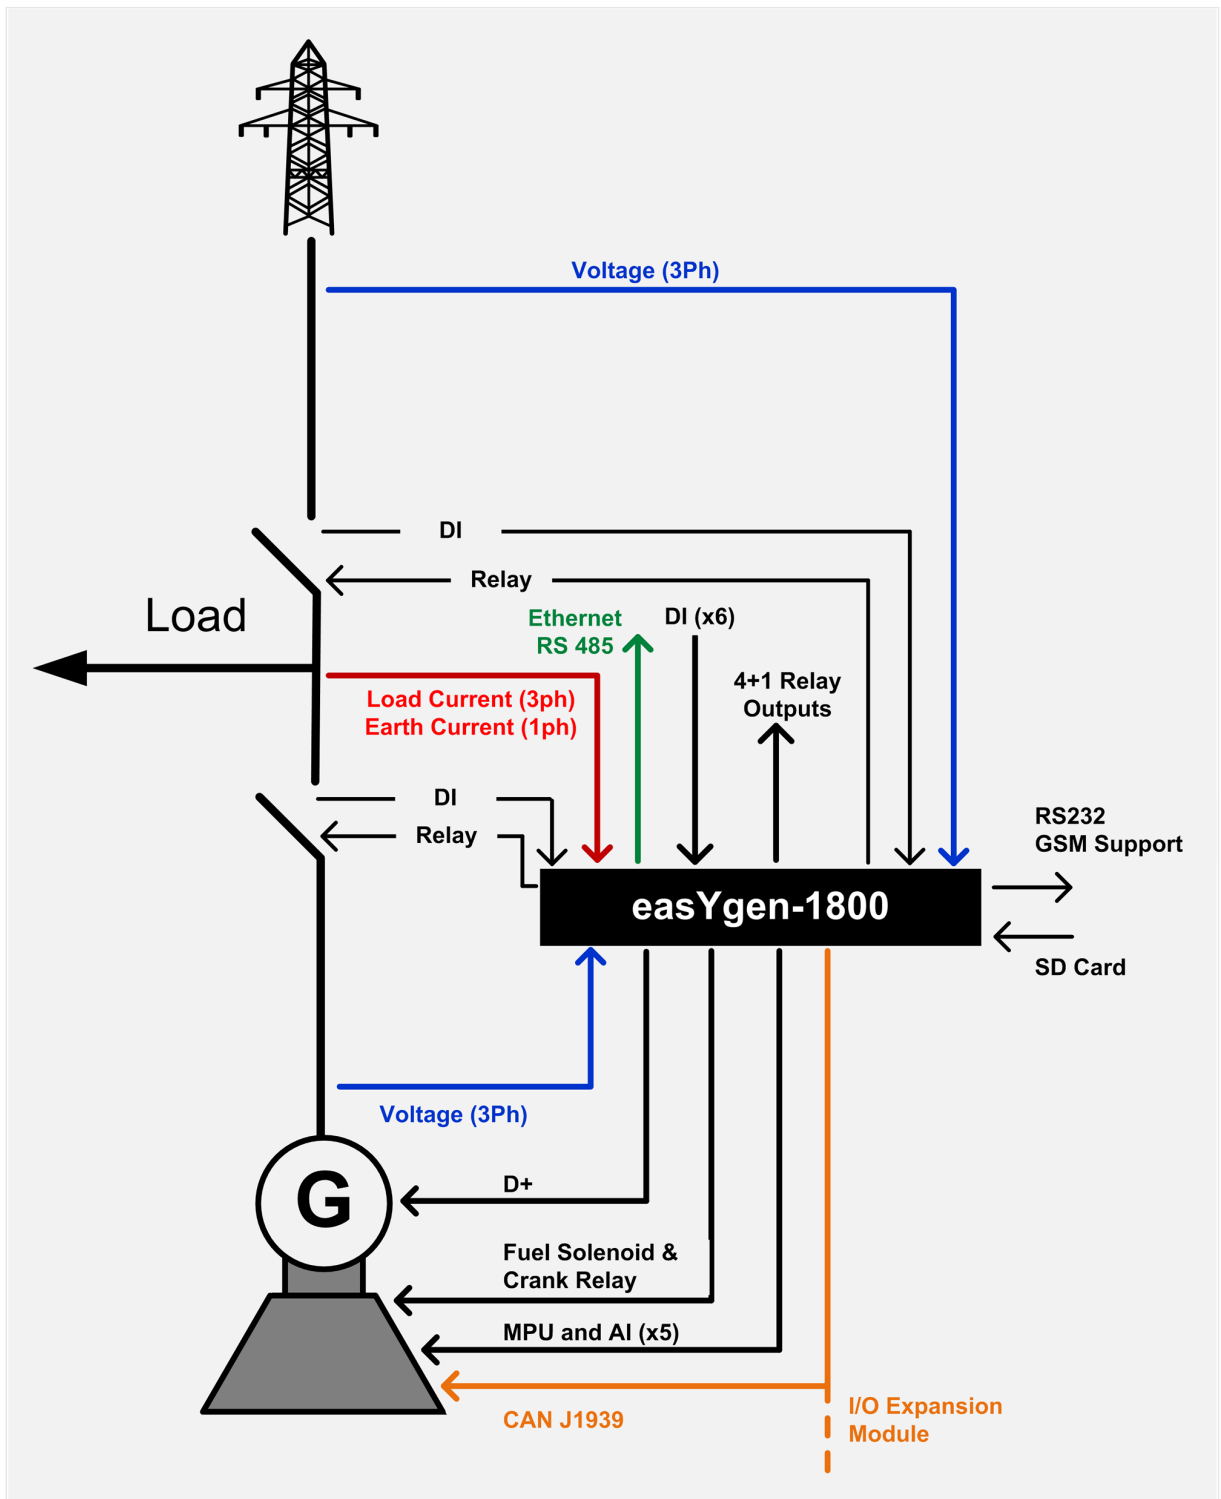 Voltage (3Ph)
DI
Relay
Load
Ethernet
RS 485
DI (x6)
4+1 Relay
Outputs
Load Current (3ph)
Earth Current (1ph)
DI
Relay
RS232
GSM Support
easYgen-1800
SD Card
Voltage (3Ph)
G
D+
Fuel Solenoid &
Crank Relay
MPU and AI (x5)
CAN J1939
I/O Expansion
Module